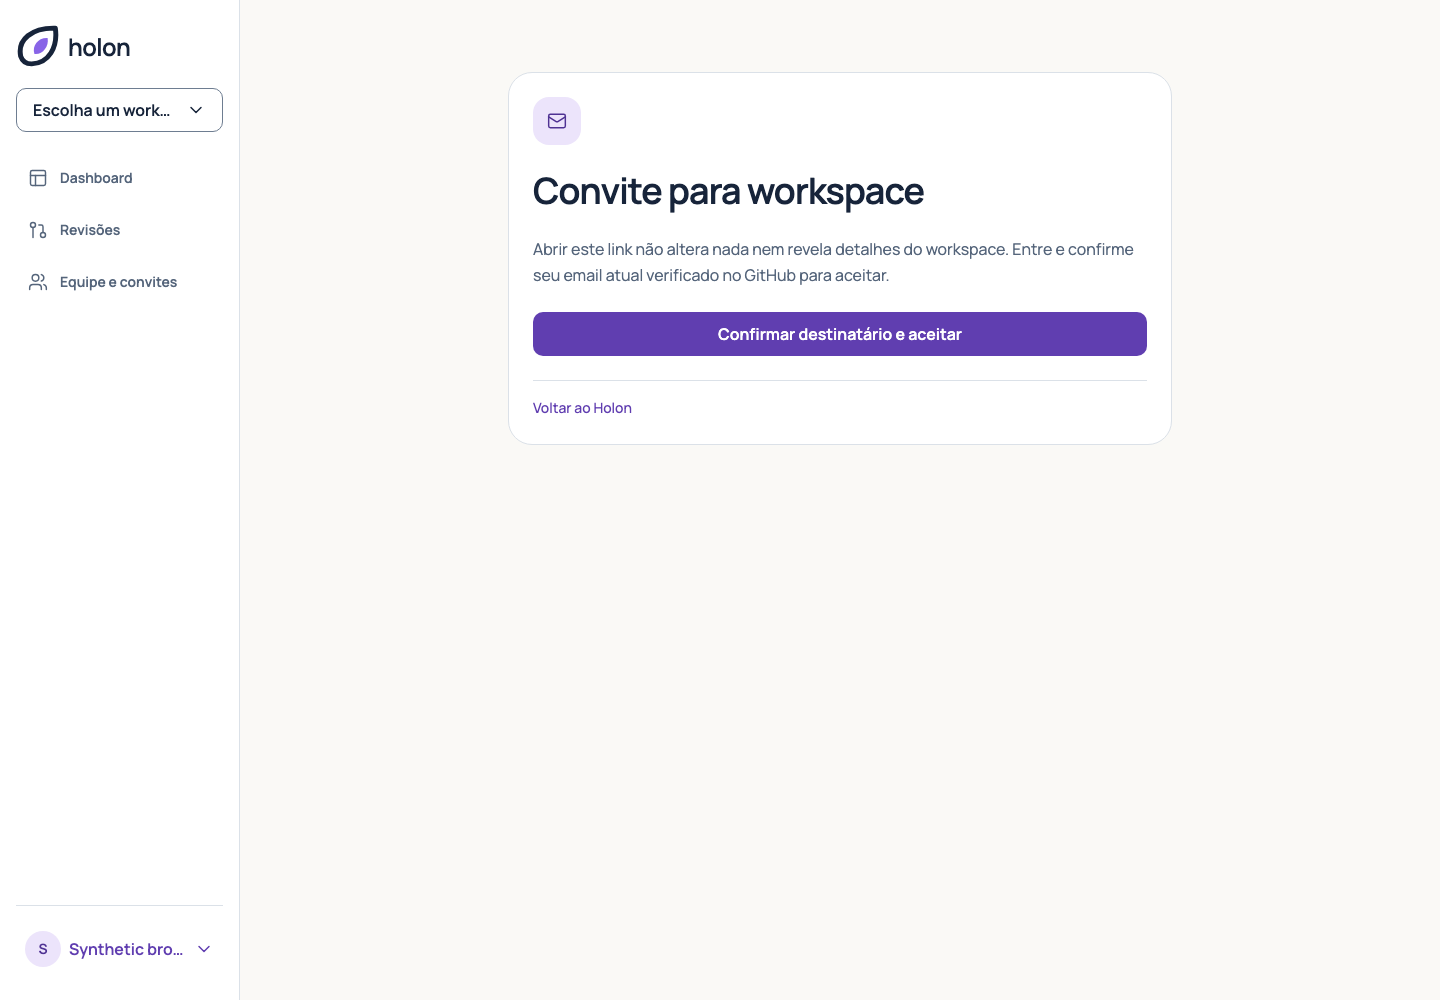 holon
Escolha um work...
Dashboard
Revisões
Equipe e convites
Convite para workspace
Abrir este link não altera nada nem revela detalhes do workspace. Entre e confirme
seu email atual verificado no GitHub para aceitar.
Confirmar destinatário e aceitar
Voltar ao Holon
S
Synthetic bro...